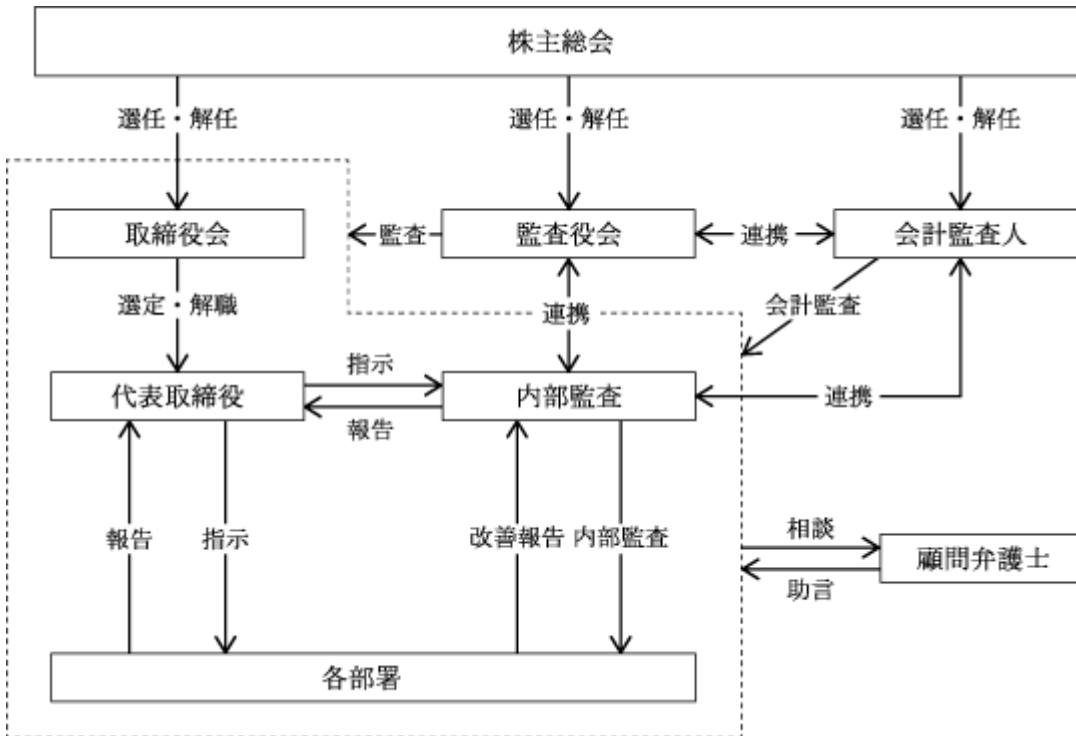 株主総会
選任・解任
選任・解任
選任・解任
取締役会
監査
監査役会
連携
会計監査人
選定・解職
連携
会計監査
指示
代表取締役
内部監査
連携
報告
報告
指示
改善報告
内部監査
相談
顧問弁護士
助言
各部署